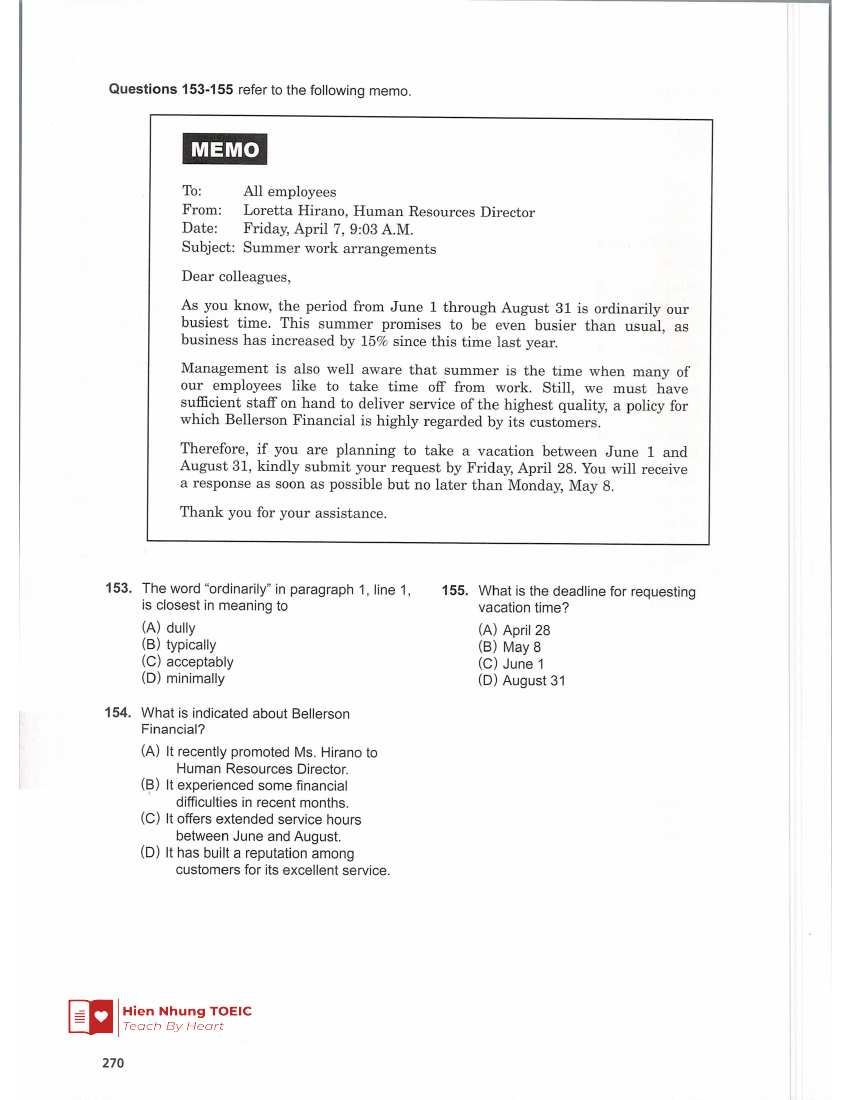 Questions 153-155 refer to the following memo.
MEMO
To: All employees
From: Loretta Hirano, Human Resources Director
Date: Friday, April 7, 9:03 A.M.
Subject: Summer work arrangements
Dear colleagues,
As you know, the period from June 1 through August 31 is ordinarily our
busiest time. This summer promises to be even busier than usual, as
business has increased by 15% since this time last year.
Management is also well aware that summer is the time when many of
our employees like to take time off from work. Still, we must have
sufficient staff on hand to deliver service of the highest quality, a policy for
which Bellerson Financial is highly regarded by its customers.
Therefore, if you are planning to take a vacation between June 1 and
August 31, kindly submit your request by Friday, April 28. You will receive
a response as soon as possible but no later than Monday, May 8.
Thank you for your assistance.
153. The word “ordinarily” in paragraph 1, line 1,
is closest in meaning to
(A) dully
(B) typically
(C) acceptably
(D) minimally
154. What is indicated about Bellerson
Financial?
(A) It recently promoted Ms. Hirano to
Human Resources Director.
(B) It experienced some financial
difficulties in recent months.
(C) It offers extended service hours
between June and August.
(D) It has built a reputation among
customers for its excellent service.
155. What is the deadline for requesting
vacation time?
(A) April 28
(B) May 8
(C) June 1
(D) August 31
Hien Nhung TOEIC
Teach By Heart
270